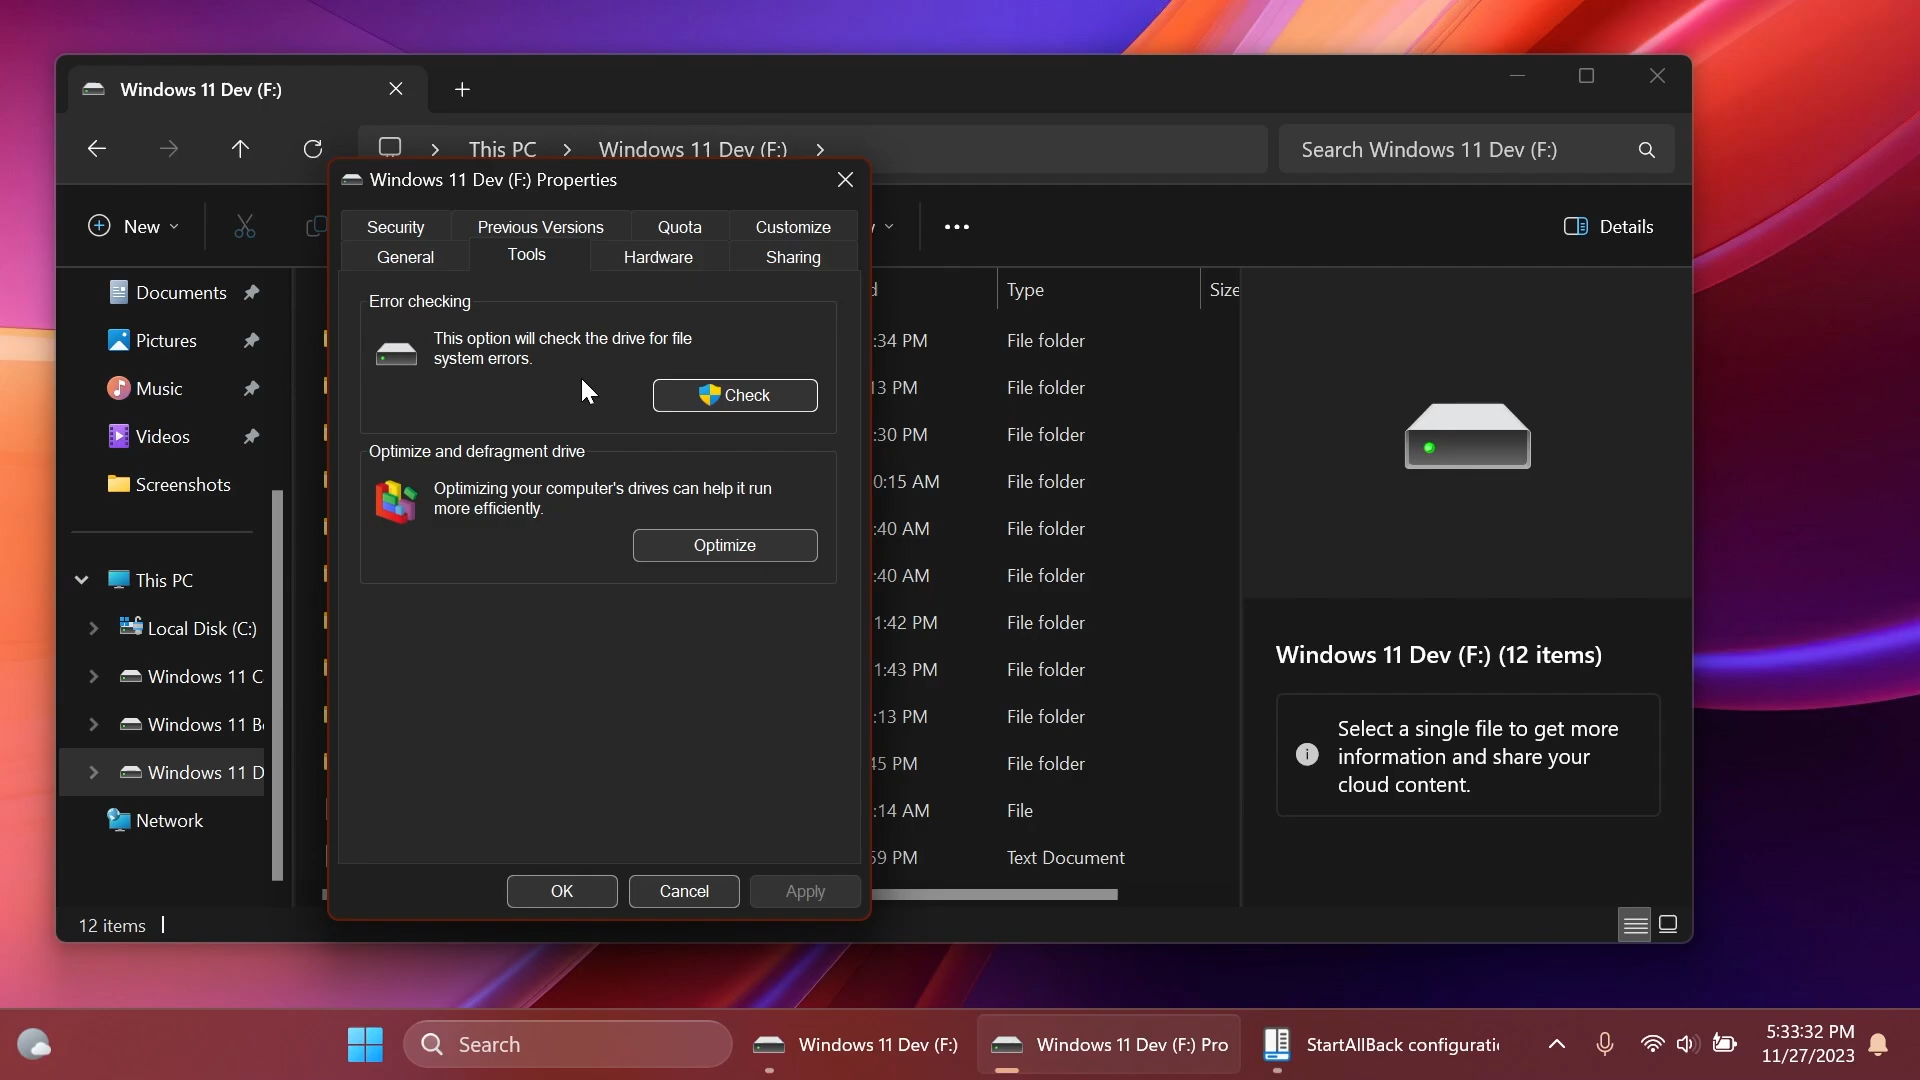 Windows 11 Dev (F:)
This PC
Windows 11 Dev (F:)
Search Windows 11 Dev (F:)
New
Details
Documents
Pictures
Music
Videos
Screenshots
This PC
Local Disk (C:)
Windows 11 C
Windows 11 B
Windows 11 D
Network
Windows 11 Dev (F:) Properties
Security
Previous Versions
Quota
Customize
General
Tools
Hardware
Sharing
Error checking
This option will check the drive for file
system errors.
Check
Optimize and defragment drive
Optimizing your computer's drives can help it run
more efficiently.
Optimize
OK
Cancel
Apply
d
Type
Size
:34 PM
File folder
13 PM
File folder
:30 PM
File folder
0:15 AM
File folder
:40 AM
File folder
:40 AM
File folder
1:42 PM
File folder
1:43 PM
File folder
:13 PM
File folder
45 PM
File folder
:14 AM
File
59 PM
Text Document
Windows 11 Dev (F:) (12 items)
Select a single file to get more
information and share your
cloud content.
12 items
Search
Windows 11 Dev (F:)
Windows 11 Dev (F:) Pro
StartAllBack configurati
5:33:32 PM
11/27/2023